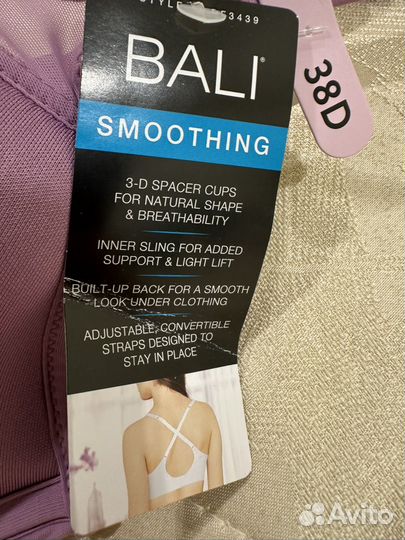 3439
BALI
SMOOTHING
3-D SPACER CUPS
FOR NATURAL SHAPE
& BREATHABILITY
INNER SLING FOR ADDED
SUPPORT & LIGHT LIFT
BUILT-UP BACK FOR A SMOOTH
LOOK UNDER CLOTHING
ADJUSTABLE, CONVERTIBLE
STRAPS DESIGNED TO
STAY IN PLACE
38D
Avito